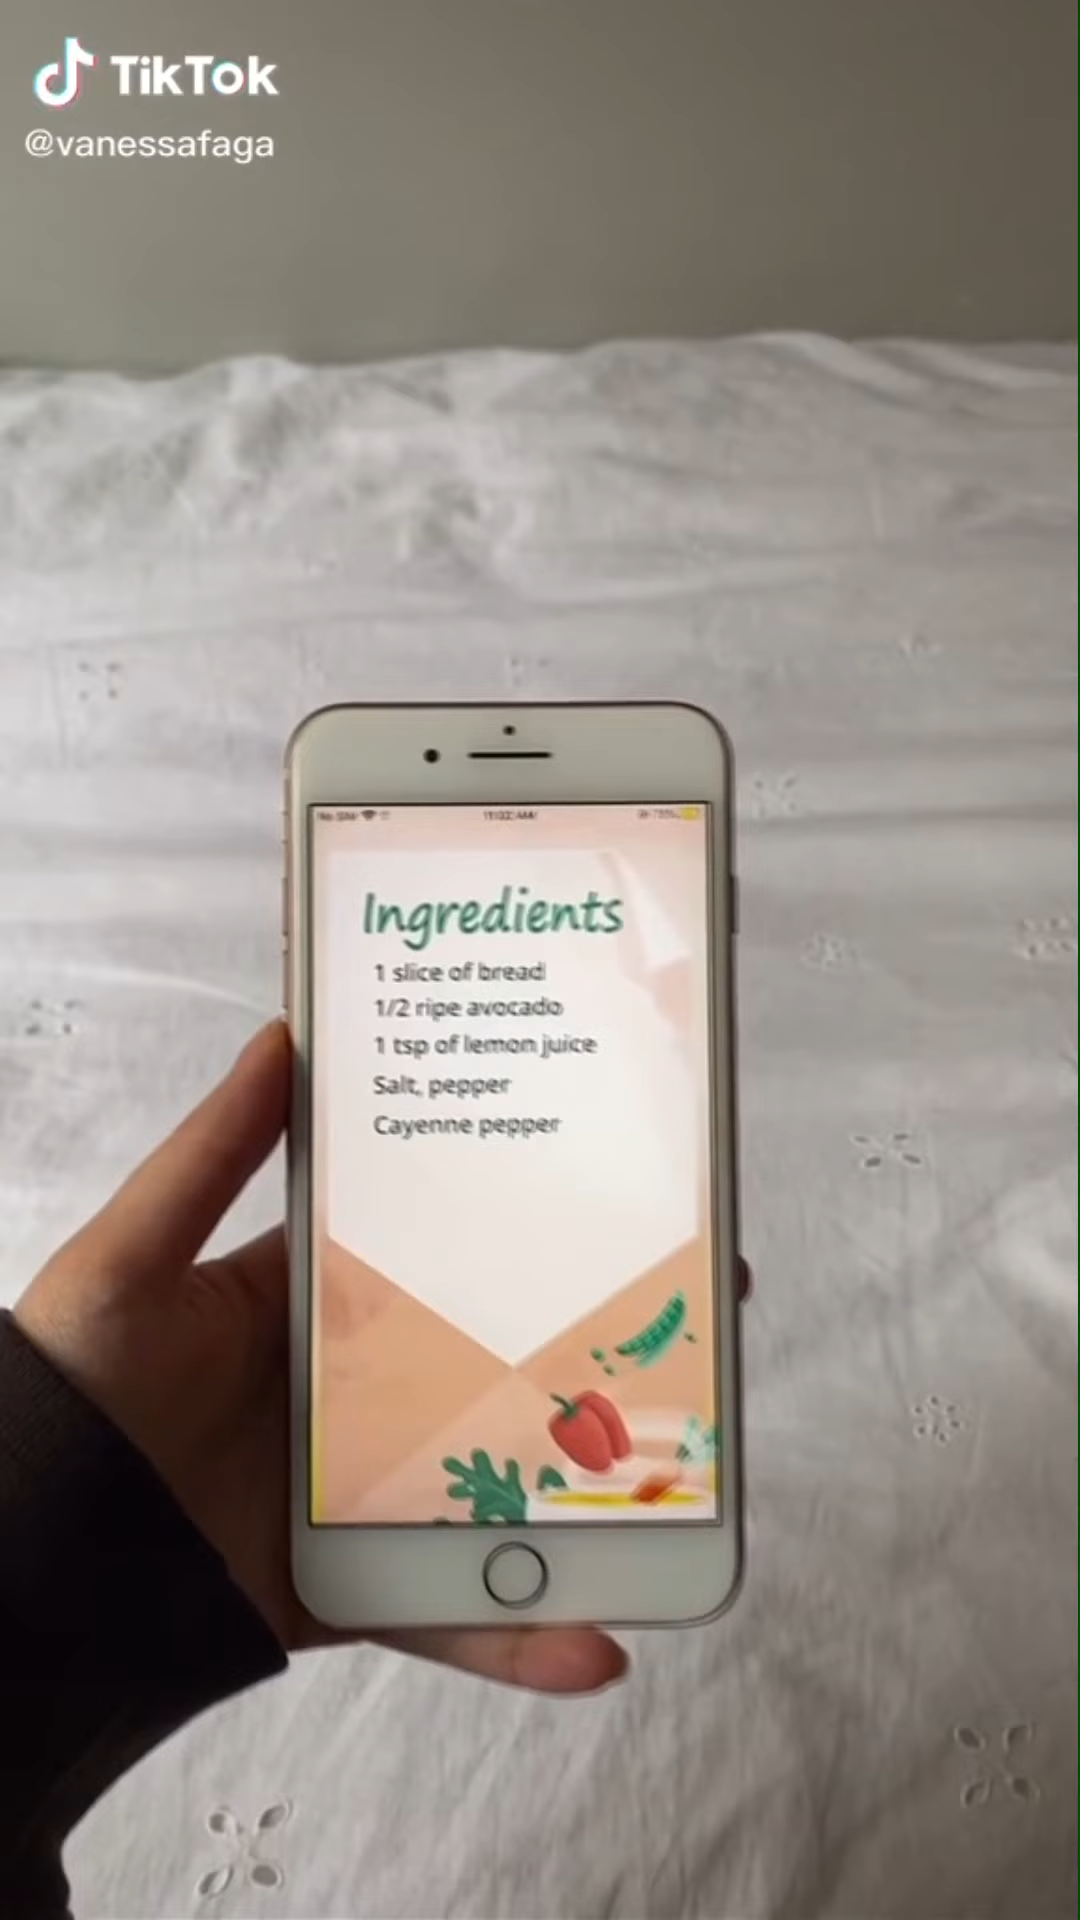 TikTok
@vanessafaga
Ingredients
1 slice of bread
1/2 ripe avocado
1 tsp of lemon juice
Salt, pepper
Cayenne pepper